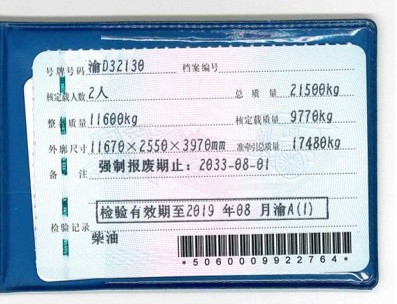 号牌号码 渝D32130 档案编号
核定载人数 2人 总质量 21500kg
整备质量 11600kg 核定载质量 9770kg
外廓尺寸 11670×2550×3970mm 准牵引总质量 17480kg
备注 强制报废期止：2033-08-01
检验有效期至2019 年08 月渝A(1)
检验记录
柴油
*5060009922764*